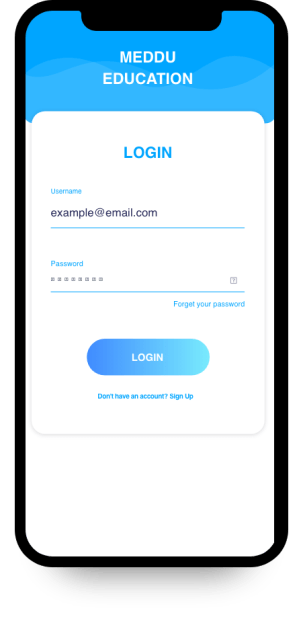 MEDDU
EDUCATION
LOGIN
Username
example@email.com
Password
Forget your password
LOGIN
Don't have an account? Sign Up